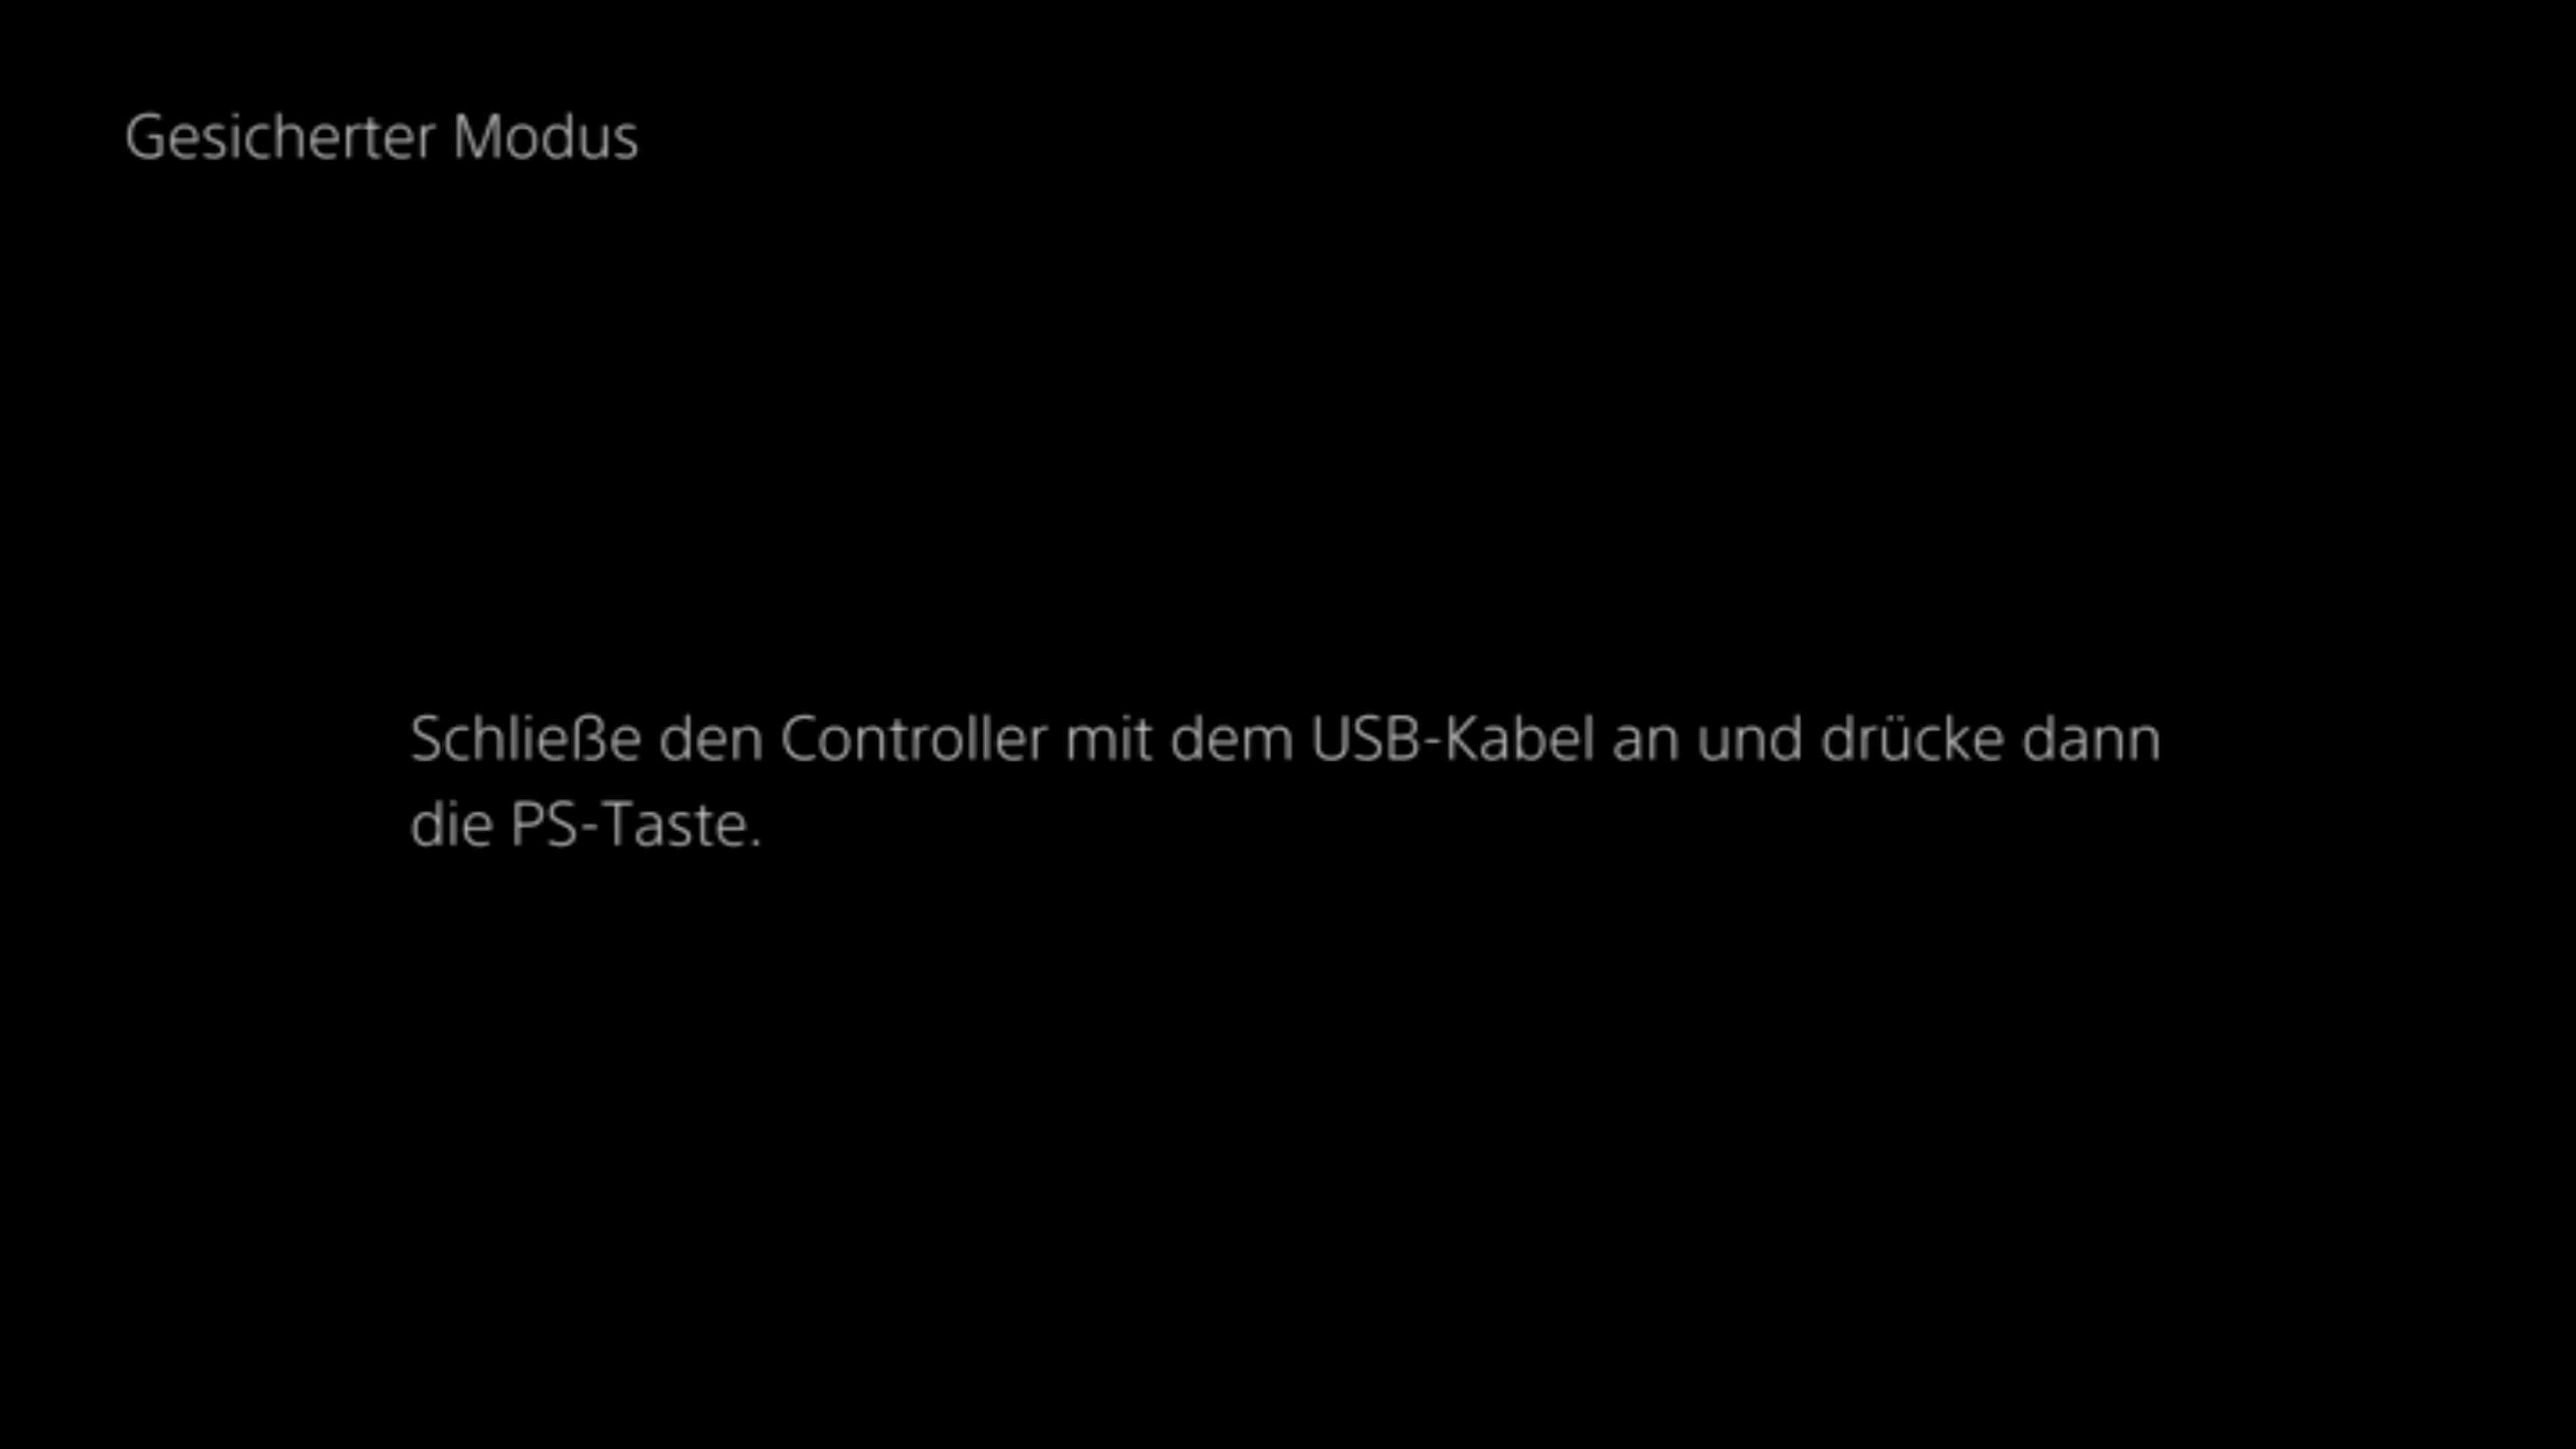 Gesicherter Modus
Schließe den Controller mit dem USB-Kabel an und drücke dann
die PS-Taste.